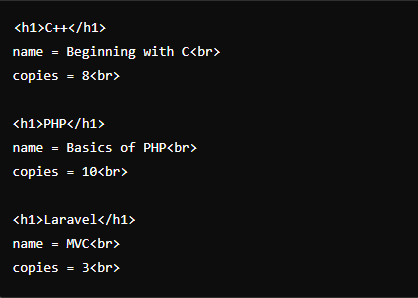 <h1>C++</h1>
name = Beginning with C<br>
copies = 8<br>
<h1>PHP</h1>
name = Basics of PHP<br>
copies = 10<br>
<h1>Laravel</h1>
name = MVC<br>
copies = 3<br>